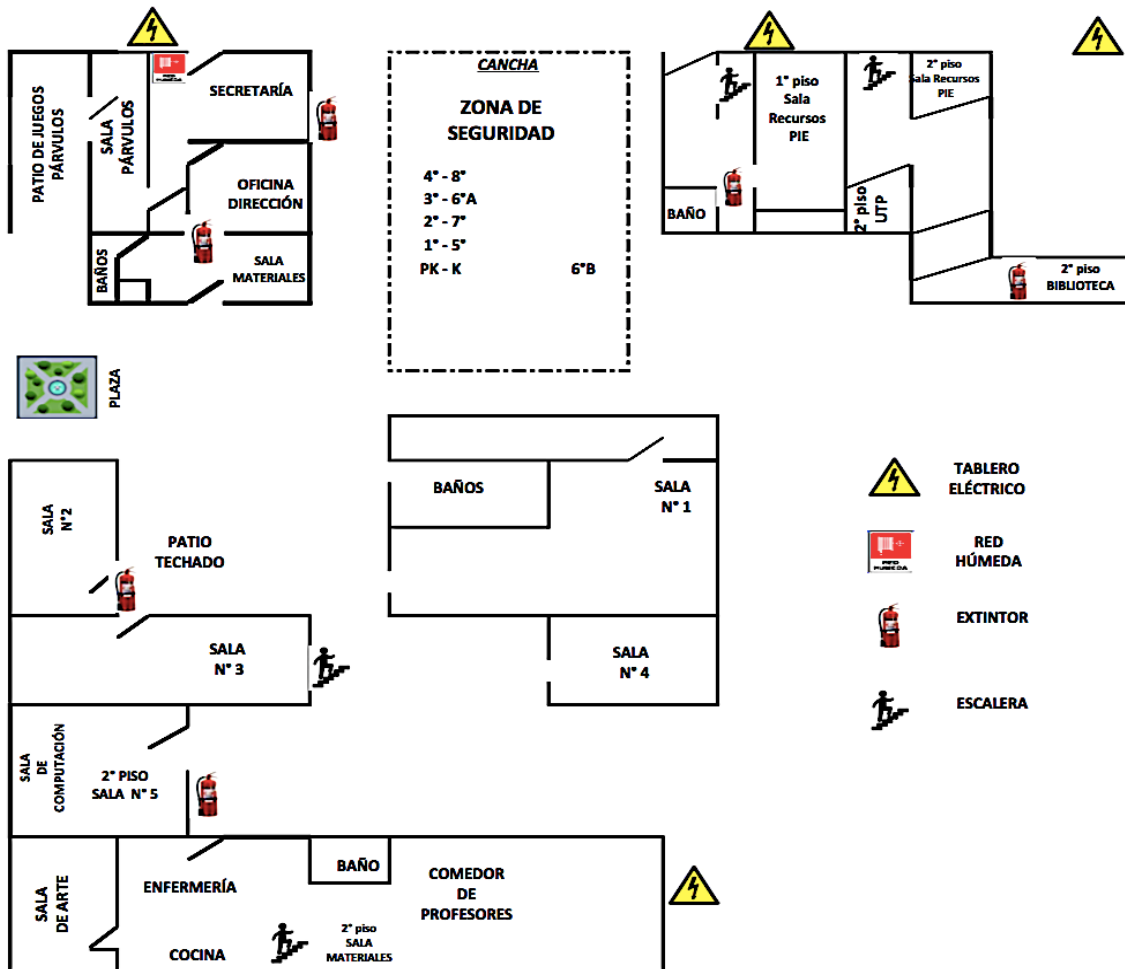 PATIO DE JUEGOS
PÁRVULOS
SALA
PÁRVULOS
RED
HÚMEDA
SECRETARÍA
OFICINA
DIRECCIÓN
BAÑOS
SALA
MATERIALES
CANCHA
ZONA DE
SEGURIDAD
4° - 8°
3° - 6°A
2° - 7°
1° - 5°
PK - K 6°B
1° piso
Sala
Recursos
PIE
2° piso
Sala Recursos
PIE
BAÑO
2° piso
UTP
2° piso
BIBLIOTECA
PLAZA
SALA
N°2
PATIO
TECHADO
BAÑOS
SALA
N° 1
SALA
N° 3
SALA
N° 4
SALA
DE
COMPUTACIÓN
2° PISO
SALA N° 5
SALA
DE ARTE
ENFERMERÍA
COCINA
BAÑO
2° piso
SALA
MATERIALES
COMEDOR
DE
PROFESORES
TABLERO
ELÉCTRICO
RED
HUMEDA
RED
HÚMEDA
EXTINTOR
ESCALERA